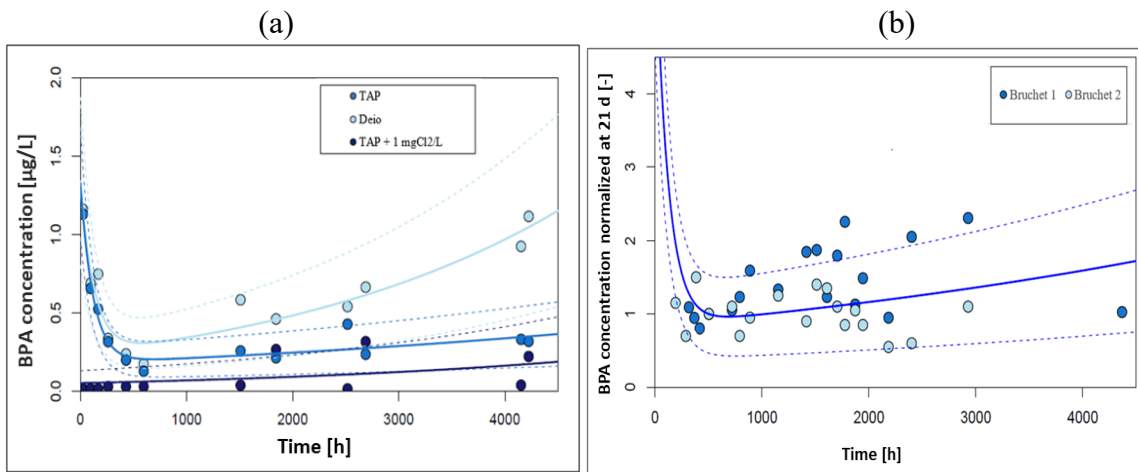 (a)
(b)
BPA concentration [µg/L]
2.0
1.5
1.0
0.5
0.0
TAP
Deio
TAP + 1 mgCl2/L
0
1000
2000
3000
4000
Time [h]
BPA concentration normalized at 21 d [-]
4
3
2
1
0
Bruchet 1
Bruchet 2
0
1000
2000
3000
4000
Time [h]